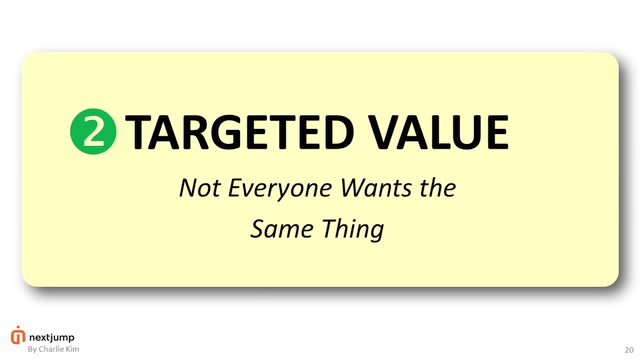 2 TARGETED VALUE
Not Everyone Wants the
Same Thing
nextjump
By Charlie Kim
20